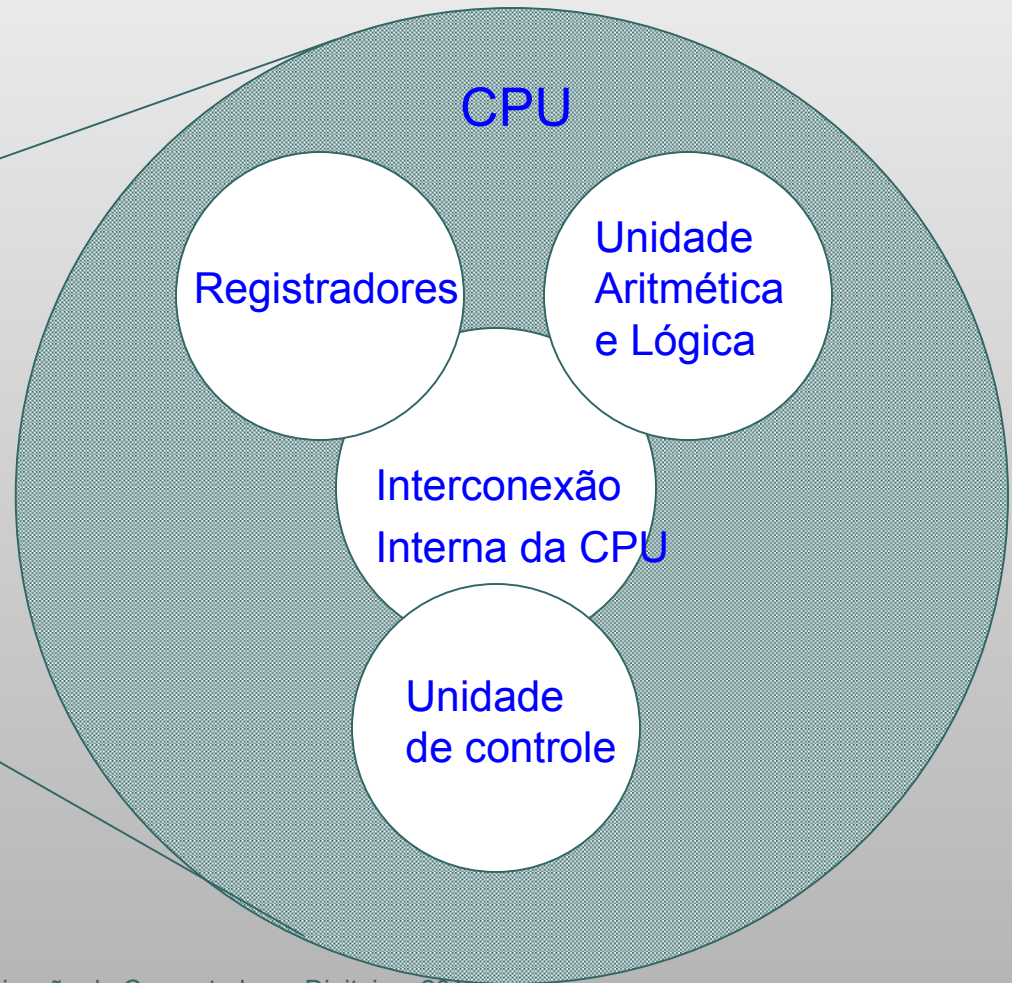 CPU
Registradores
Unidade
Aritmética
e Lógica
Interconexão
Interna da CPU
Unidade
de controle